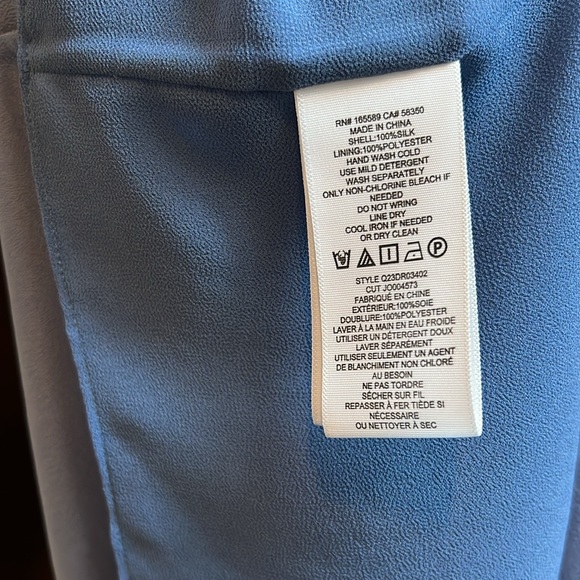 RN# 165589 CA# 58350
MADE IN CHINA
SHELL:100%SILK
LINING:100%POLYESTER
HAND WASH COLD
USE MILD DETERGENT
WASH SEPARATELY
ONLY NON-CHLORINE BLEACH IF
NEEDED
DO NOT WRING
LINE DRY
COOL IRON IF NEEDED
OR DRY CLEAN
P
STYLE Q23DR03402
CUT JO004573
FABRIQUÉ EN CHINE
EXTÉRIEUR:100%SOIE
DOUBLURE:100%POLYESTER
LAVER À LA MAIN EN EAU FROIDE
UTILISER UN DÉTERGENT DOUX
LAVER SÉPARÉMENT
UTILISER SEULEMENT UN AGENT
DE BLANCHIMENT NON CHLORÉ
AU BESOIN
NE PAS TORDRE
SÉCHER SUR FIL
REPASSER À FER TIÈDE SI
NÉCESSAIRE
OU NETTOYER À SEC